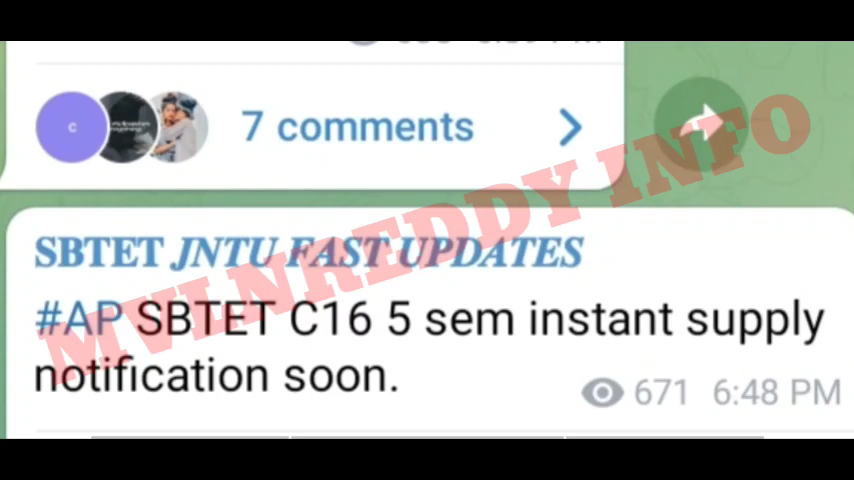 7 comments
SBTET JNTU FAST UPDATES
#AP SBTET C16 5 sem instant supply
notification soon.
671 6:48 PM
MVLNREDDY INFO